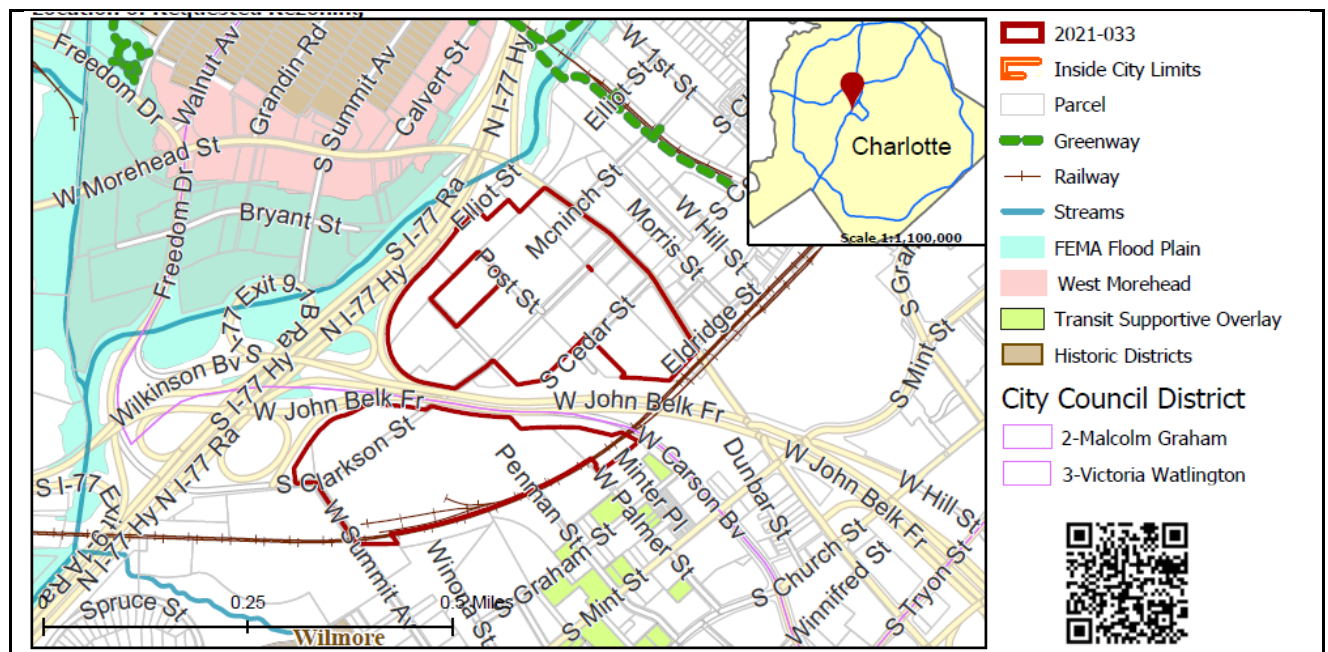 Location of Requested Rezoning
Freedom Dr
Walnut Av
Grandin Rd
S Summit Av
Calvert St
N I-77 Hy
Elliot St
W 1st St
W Morehead St
Freedom Dr
Bryant St
S I-77 Ra
Elliot St
Mcninch St
Morris St
W Hill St
Post St
N I-77 Hy
S Cedar St
Eldridge St
S Mint St
Wilkinson Bv
S I-77 Hy
W John Belk Fr
W John Belk Fr
N I-77 Ra
S Clarkson St
W Carson Bv
Dunbar St
W John Belk Fr
W Hill St
Penman St
Minter Pl
W Palmer St
W Summit Av
Winona St
S Graham St
S Mint St
S Church St
Winnifred St
S Tryon St
Spruce St
Wilmore
0 0.25 0.5 Miles
Charlotte
Scale 1:1,100,000
2021-033
Inside City Limits
Parcel
Greenway
Railway
Streams
FEMA Flood Plain
West Morehead
Transit Supportive Overlay
Historic Districts
City Council District
2-Malcolm Graham
3-Victoria Watlington